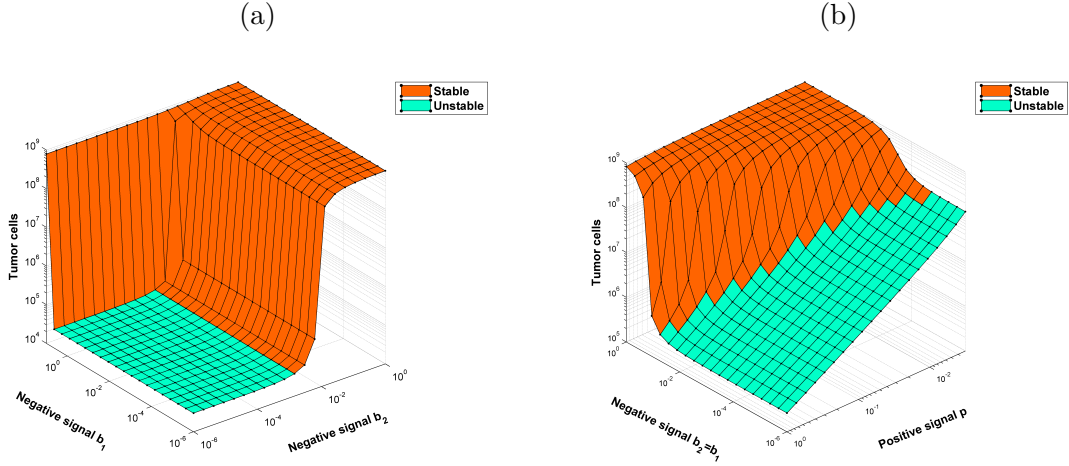 (a)
Stable
Unstable
Tumor cells
10^9
10^8
10^7
10^6
10^5
10^4
10^0
10^-2
10^-4
10^-6
Negative signal b_1
10^-6
10^-4
10^-2
10^0
Negative signal b_2
(b)
Stable
Unstable
Tumor cells
10^9
10^8
10^7
10^6
10^5
10^0
10^-2
10^-4
10^-6
Negative signal b_2=b_1
10^0
10^-1
10^-2
Positive signal p